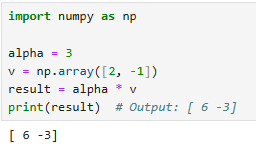 import numpy as np
alpha = 3
v = np.array([2, -1])
result = alpha * v
print(result)  # Output: [ 6 -3]
[ 6 -3]